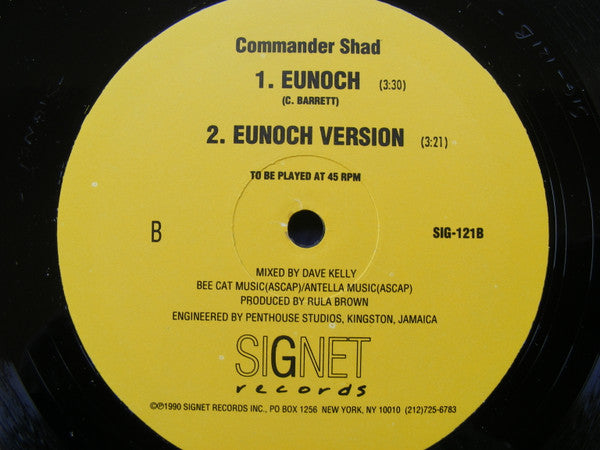 Commander Shad
1. EUNOCH (3:30)
(C. BARRETT)
2. EUNOCH VERSION (3:21)
TO BE PLAYED AT 45 RPM
B
SIG-121B
MIXED BY DAVE KELLY
BEE CAT MUSIC(ASCAP)/ANTELLA MUSIC(ASCAP)
PRODUCED BY RULA BROWN
ENGINEERED BY PENTHOUSE STUDIOS, KINGSTON, JAMAICA
SIGNET
records
©℗1990 SIGNET RECORDS INC., PO BOX 1256 NEW YORK, NY 10010 (212)725-6783